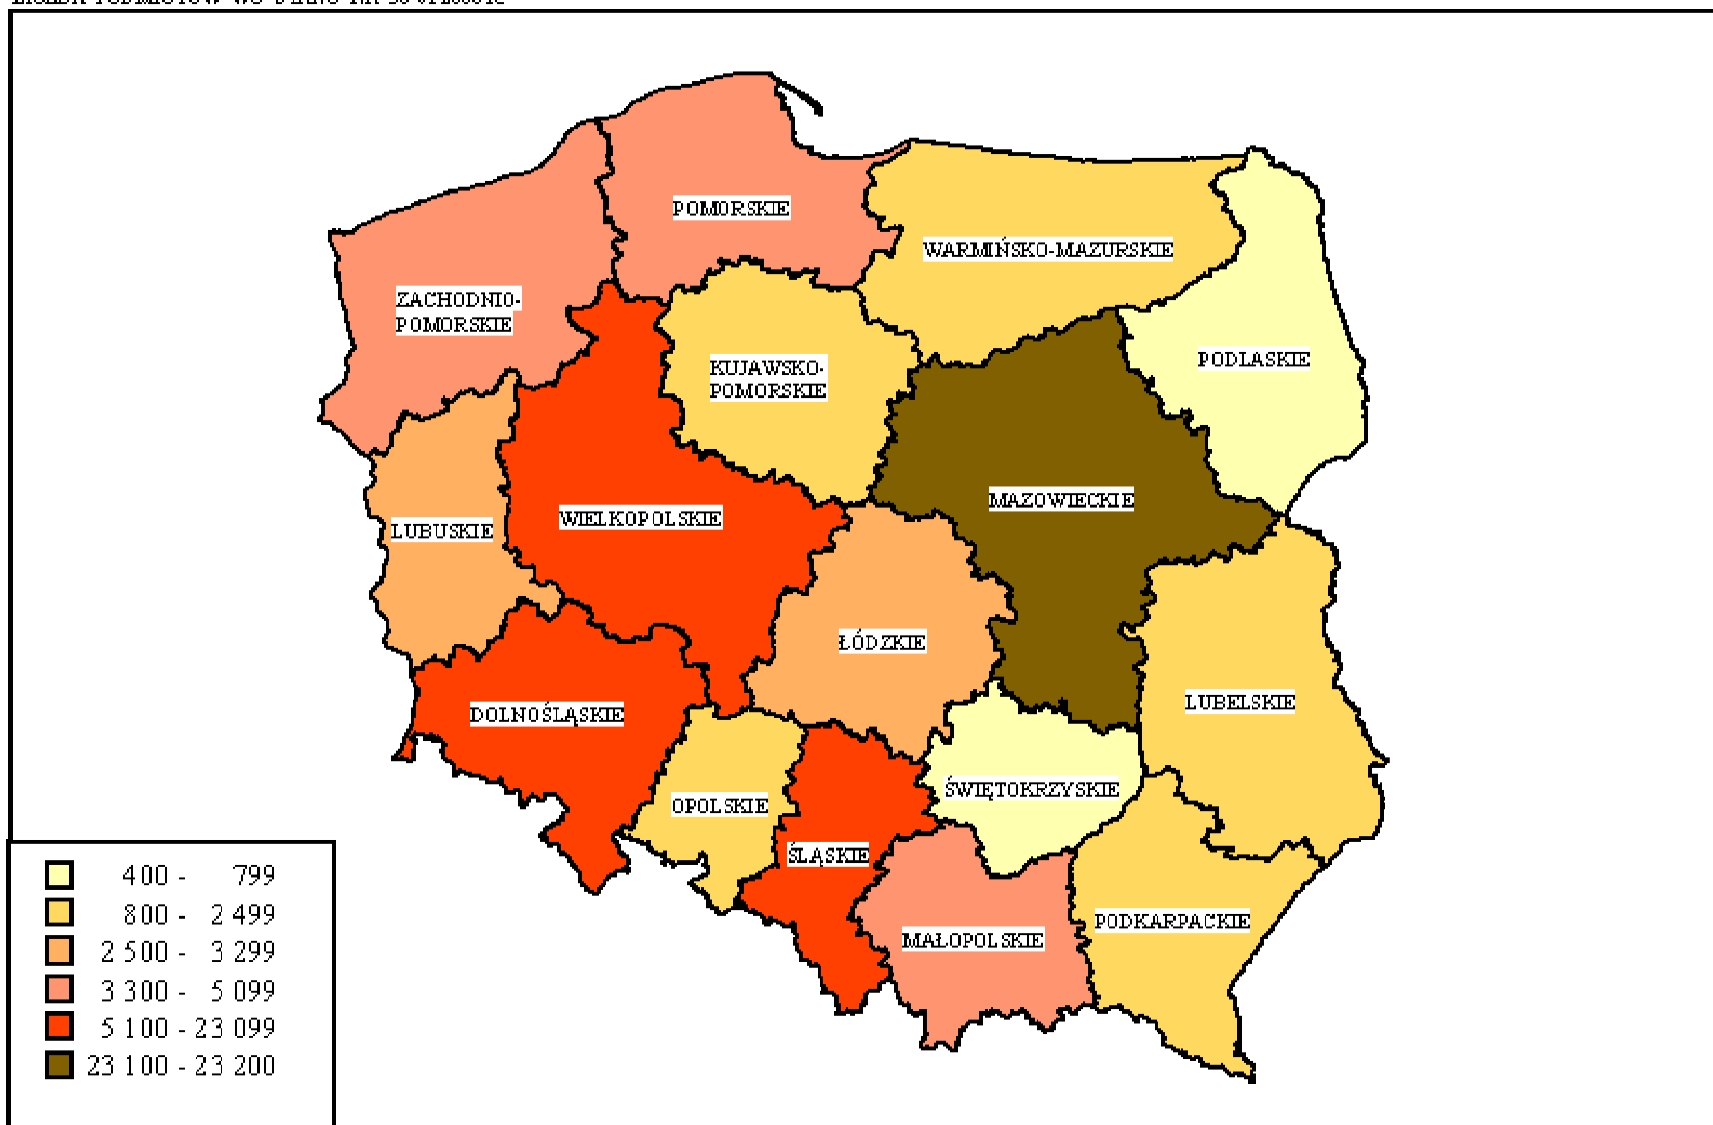 POMORSKIE
WARMIŃSKO-MAZURSKIE
ZACHODNIO-
POMORSKIE
KUJAWSKO-
POMORSKIE
PODLASKIE
MAZOWIECKIE
WIELKOPOLSKIE
LUBUSKIE
ŁÓDZKIE
LUBELSKIE
DOLNOŚLĄSKIE
ŚWIĘTOKRZYSKIE
OPOLSKIE
ŚLĄSKIE
PODKARPACKIE
MAŁOPOLSKIE
400 - 799
800 - 2 499
2 500 - 3 299
3 300 - 5 099
5 100 - 23 099
23 100 - 23 200